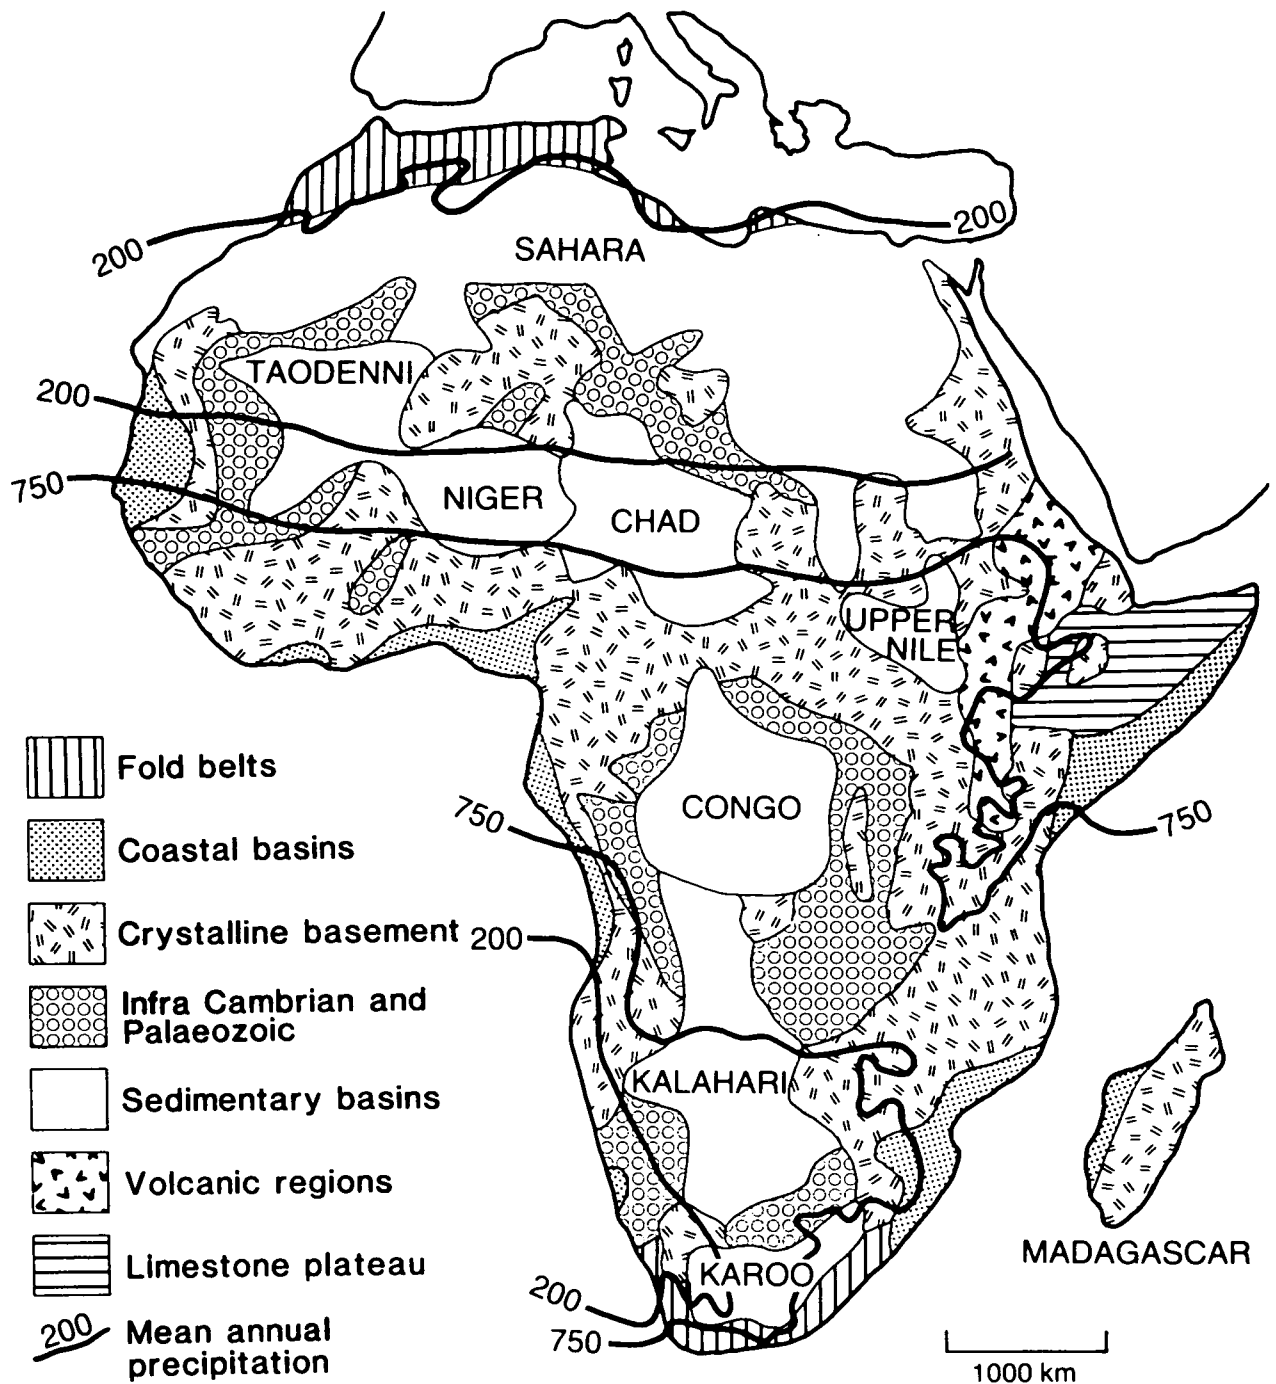 200
200
SAHARA
TAODENNI
200
750
NIGER
CHAD
UPPER
NILE
Fold belts
CONGO
750
750
Coastal basins
Crystalline basement
200
Infra Cambrian and
Palaeozoic
KALAHARI
Sedimentary basins
Volcanic regions
MADAGASCAR
Limestone plateau
KAROO
200
750
200
Mean annual
precipitation
1000 km